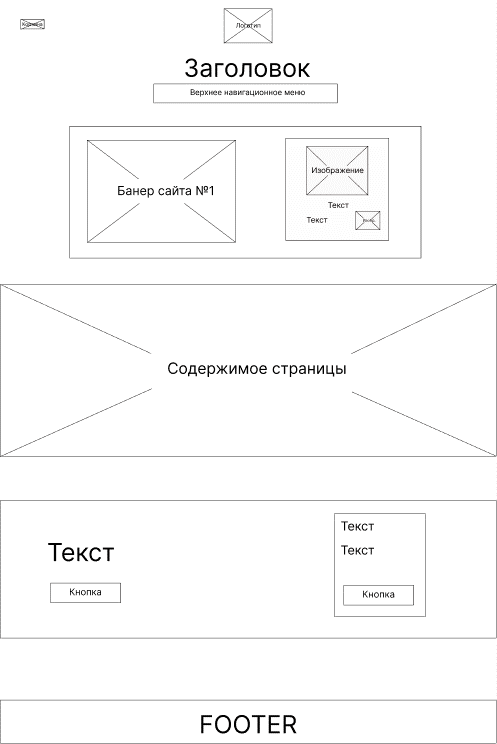 Корзина
Логотип
Заголовок
Верхнее навигационное меню
Банер сайта №1
Изображение
Текст
Текст
Содержимое страницы
Текст
Кнопка
Текст
Текст
Кнопка
FOOTER